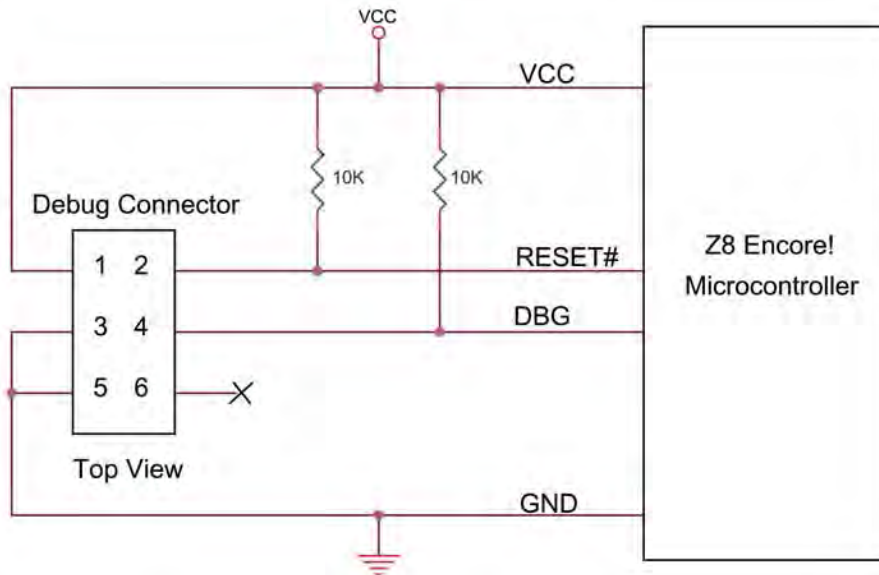 VCC
VCC
10K 10K
Debug Connector
1 2
RESET#
Z8 Encore!
Microcontroller
3 4
DBG
5 6
Top View
GND